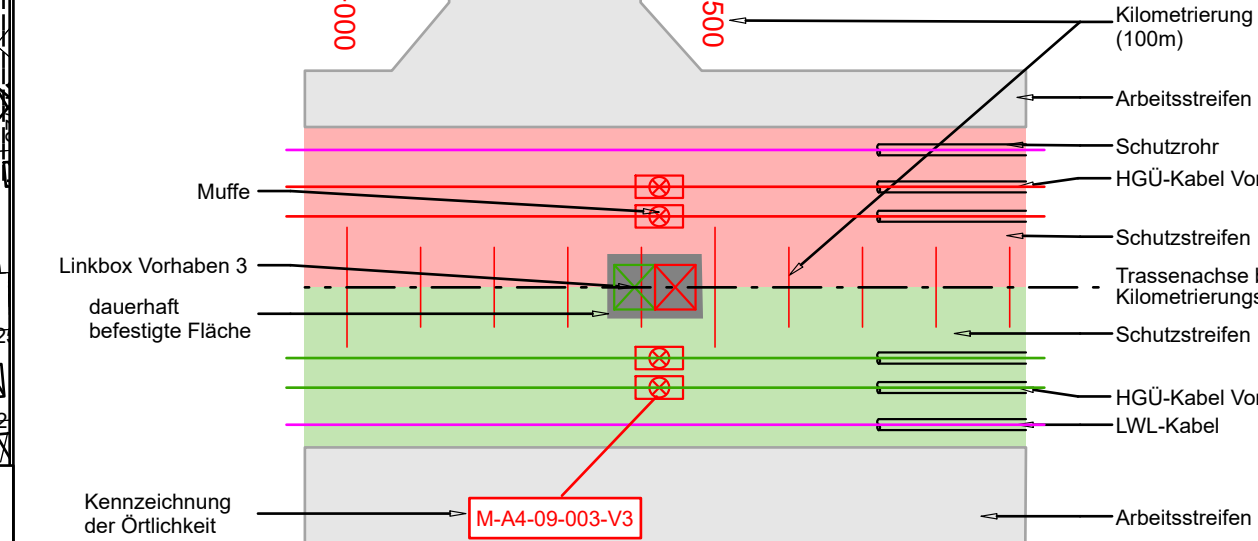 000
500
Kilometrierung
(100m)
Arbeitsstreifen
Schutzrohr
Muffe
HGÜ-Kabel Vor
Schutzstreifen
Linkbox Vorhaben 3
Trassenachse
Kilometrierungs
dauerhaft
befestigte Fläche
Schutzstreifen
HGÜ-Kabel Vor
LWL-Kabel
Kennzeichnung
der Örtlichkeit
M-A4-09-003-V3
Arbeitsstreifen